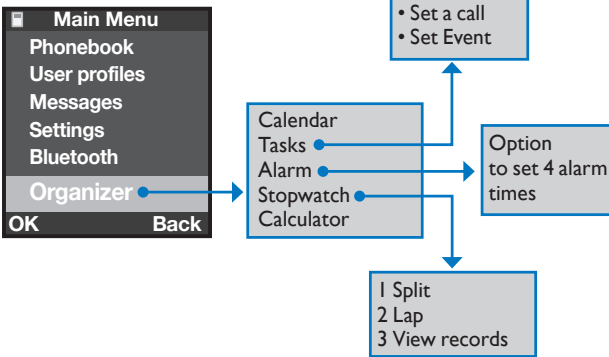 Main Menu
Phonebook
User profiles
Messages
Settings
Bluetooth
Organizer
OK Back
Calendar
Tasks
Alarm
Stopwatch
Calculator
• Set a call
• Set Event
Option
to set 4 alarm
times
1 Split
2 Lap
3 View records